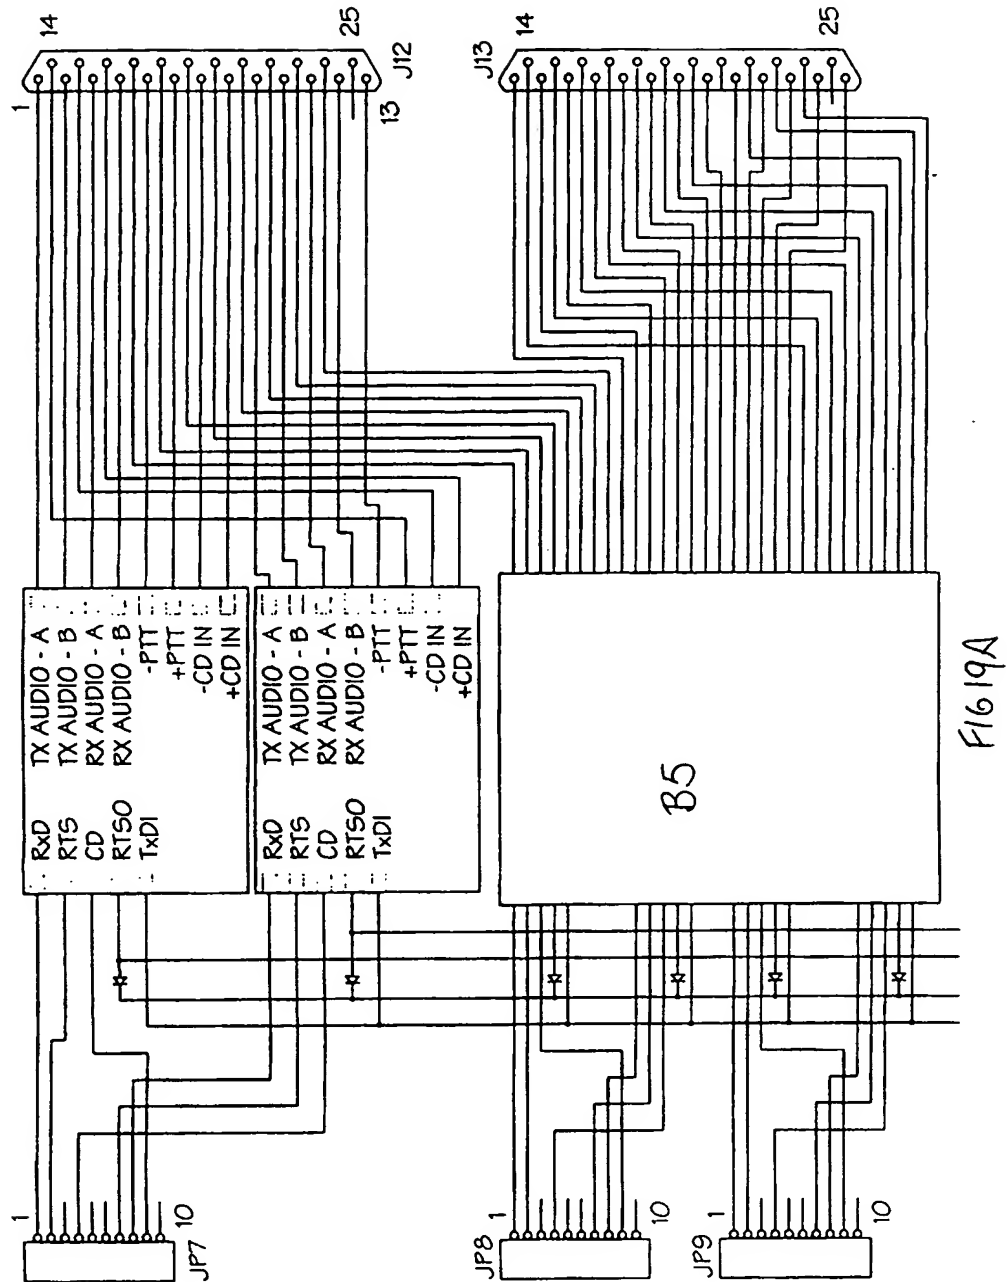 14
25
1
J12
13
14
25
J13
RxD TX AUDIO - A
RTS TX AUDIO - B
CD RX AUDIO - A
RTSO RX AUDIO - B
TxDI -PTT
+PTT
-CD IN
+CD IN
RxD TX AUDIO - A
RTS TX AUDIO - B
CD RX AUDIO - A
RTSO RX AUDIO - B
TxDI -PTT
+PTT
-CD IN
+CD IN
B5
1
10
JP7
1
10
JP8
1
10
JP9
FIG 19A